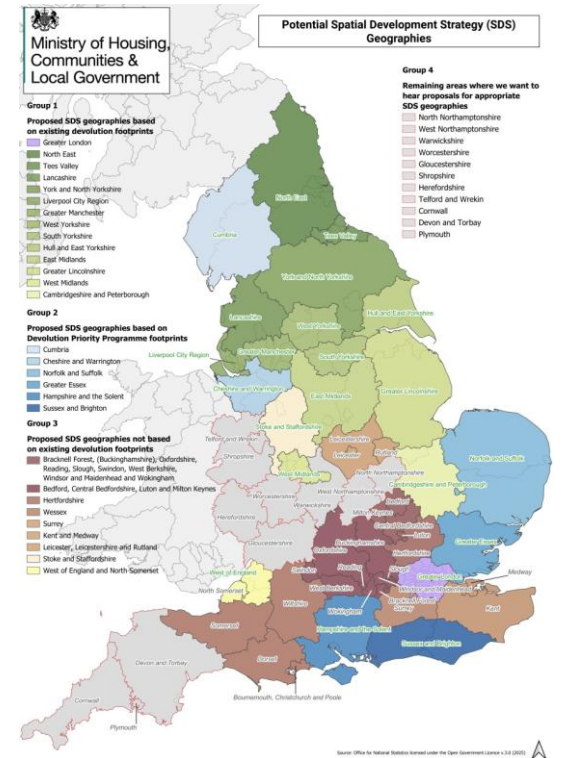 Ministry of Housing,
Communities &
Local Government
Potential Spatial Development Strategy (SDS)
Geographies
Group 1
Proposed SDS geographies based
on existing devolution footprints
Greater London
North East
Tees Valley
Lancashire
York and North Yorkshire
Liverpool City Region
Greater Manchester
West Yorkshire
South Yorkshire
Hull and East Yorkshire
East Midlands
Greater Lincolnshire
West Midlands
Cambridgeshire and Peterborough
Group 2
Proposed SDS geographies based on
Devolution Priority Programme footprints
Cumbria
Cheshire and Warrington
Norfolk and Suffolk
Greater Essex
Hampshire and the Solent
Sussex and Brighton
Group 3
Proposed SDS geographies not based
on existing devolution footprints
Bracknell Forest, (Buckinghamshire), Oxfordshire,
Reading, Slough, Swindon, West Berkshire,
Windsor and Maidenhead and Wokingham
Bedford, Central Bedfordshire, Luton and Milton Keynes
Hertfordshire
Wessex
Surrey
Kent and Medway
Leicester, Leicestershire and Rutland
Stoke and Staffordshire
West of England and North Somerset
Group 4
Remaining areas where we want to
hear proposals for appropriate
SDS geographies
North Northamptonshire
West Northamptonshire
Warwickshire
Worcestershire
Gloucestershire
Shropshire
Herefordshire
Telford and Wrekin
Cornwall
Devon and Torbay
Plymouth
North East
Cumbria
Tees Valley
York and North Yorkshire
Lancashire
West Yorkshire
Hull and East Yorkshire
Liverpool City Region
Greater Manchester
South Yorkshire
Cheshire and Warrington
East Midlands
Greater Lincolnshire
Stoke and Staffordshire
Telford and Wrekin
Shropshire
Leicestershire
Leicester
Rutland
Norfolk and Suffolk
West Midlands
North Northamptonshire
Cambridgeshire and Peterborough
Worcestershire
West Northamptonshire
Warwickshire
Herefordshire
Milton Keynes
Bedford
Central Bedfordshire
Luton
Gloucestershire
Oxfordshire
Buckinghamshire
Hertfordshire
Greater Essex
West of England
North Somerset
Swindon
Reading
Slough
Greater London
Medway
West Berkshire
Windsor and Maidenhead
Bracknell Forest
Wokingham
Surrey
Kent
Wiltshire
Somerset
Hampshire and the Solent
Sussex and Brighton
Dorset
Devon and Torbay
Bournemouth, Christchurch and Poole
Cornwall
Plymouth
Source: Office for National Statistics licensed under the Open Government Licence v.3.0 (2025)